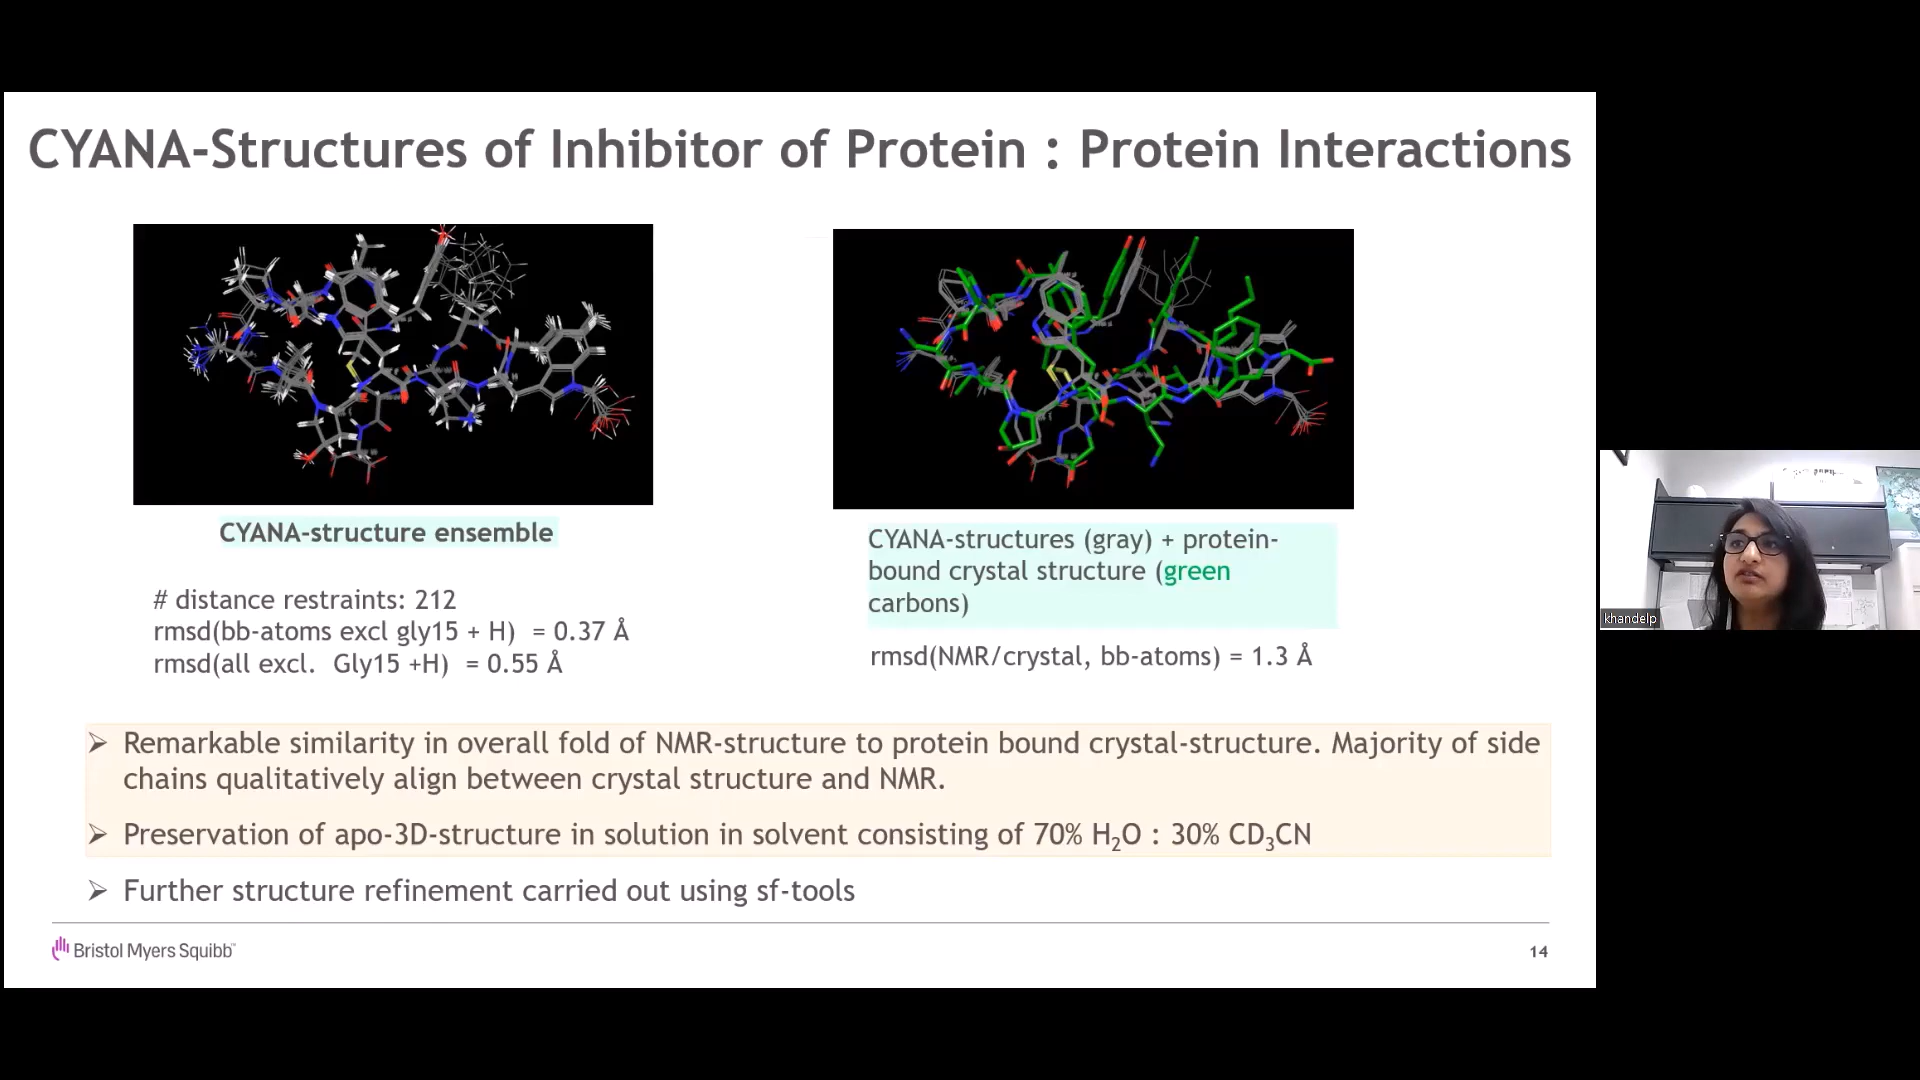 CYANA-Structures of Inhibitor of Protein : Protein Interactions
CYANA-structure ensemble
# distance restraints: 212
rmsd(bb-atoms excl gly15 + H) = 0.37 Å
rmsd(all excl. Gly15 +H) = 0.55 Å
CYANA-structures (gray) + protein-
bound crystal structure (green
carbons)
rmsd(NMR/crystal, bb-atoms) = 1.3 Å
➢ Remarkable similarity in overall fold of NMR-structure to protein bound crystal-structure. Majority of side
chains qualitatively align between crystal structure and NMR.
➢ Preservation of apo-3D-structure in solution in solvent consisting of 70% H₂O : 30% CD₃CN
➢ Further structure refinement carried out using sf-tools
Bristol Myers Squibb™
14
khandelp